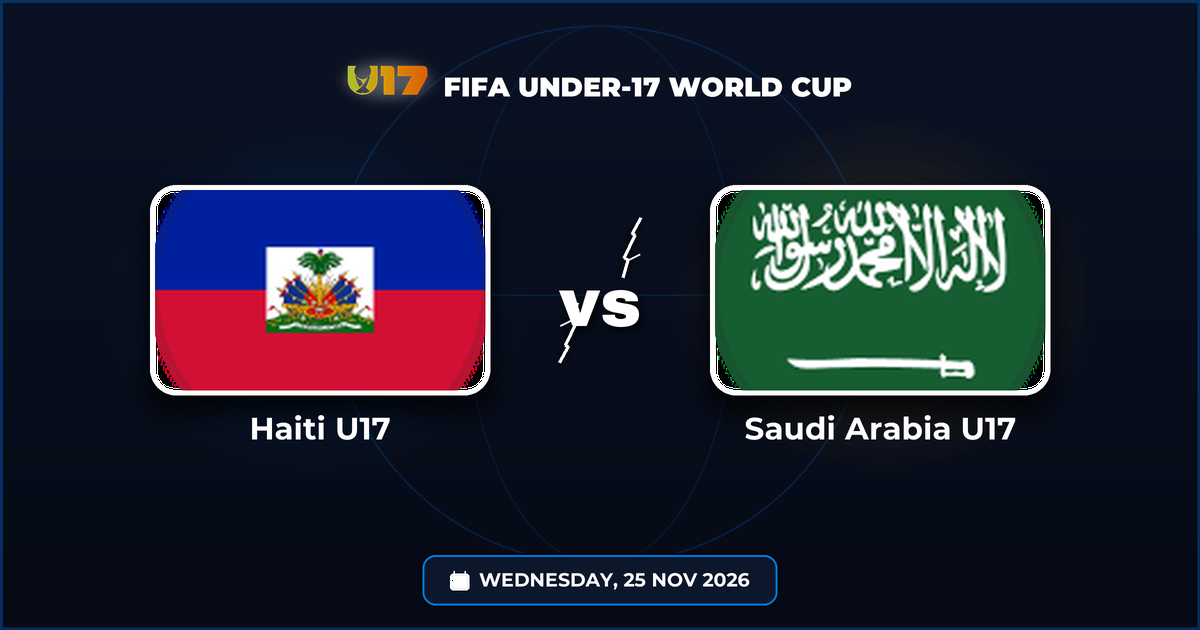 U17 FIFA UNDER-17 WORLD CUP
لا إله إلا الله محمد رسول الله
VS
Haiti U17
Saudi Arabia U17
WEDNESDAY, 25 NOV 2026